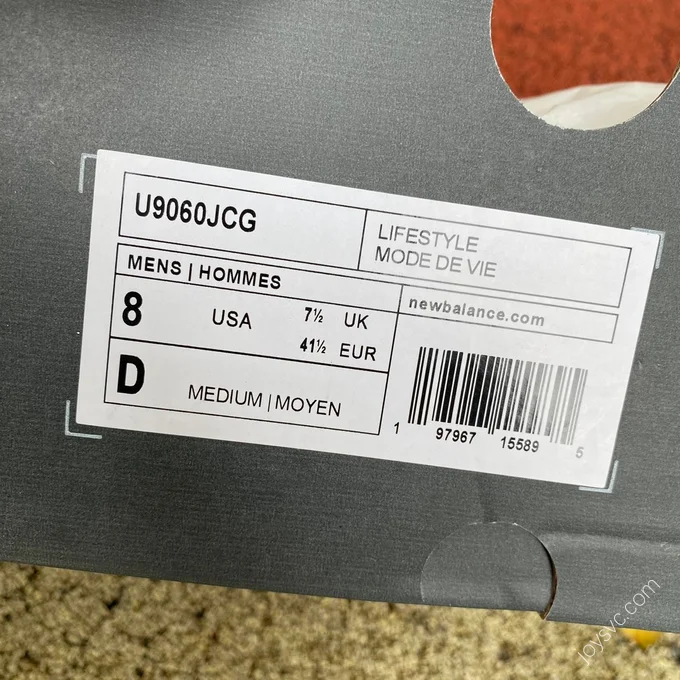 U9060JCG
LIFESTYLE
MODE DE VIE
MENS | HOMMES
newbalance.com
8 USA 7½ UK
41½ EUR
D MEDIUM | MOYEN
1 97967 15589 5
joysvc.com